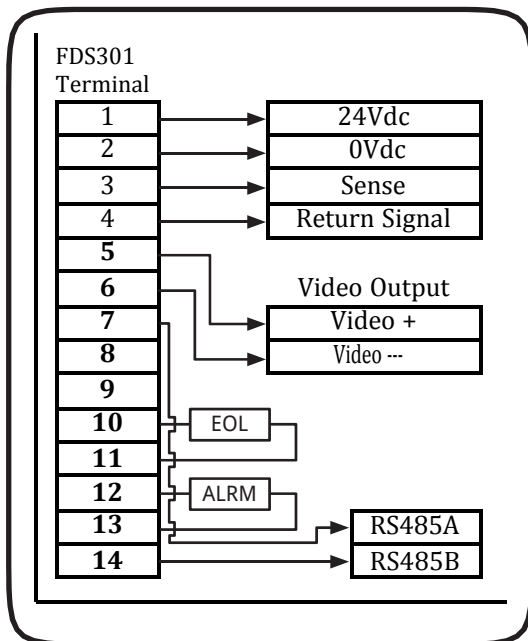 FDS301
Terminal
1
24Vdc
2
0Vdc
3
Sense
4
Return Signal
5
6
Video Output
7
Video +
8
Video ---
9
10
EOL
11
12
ALRM
13
RS485A
14
RS485B